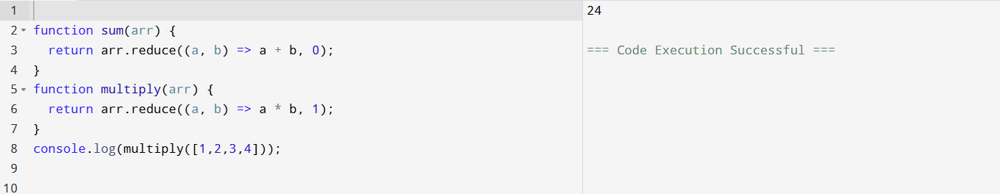 1
2 function sum(arr) {
3   return arr.reduce((a, b) => a + b, 0);
4 }
5 function multiply(arr) {
6   return arr.reduce((a, b) => a * b, 1);
7 }
8 console.log(multiply([1,2,3,4]));
9
10
24
=== Code Execution Successful ===